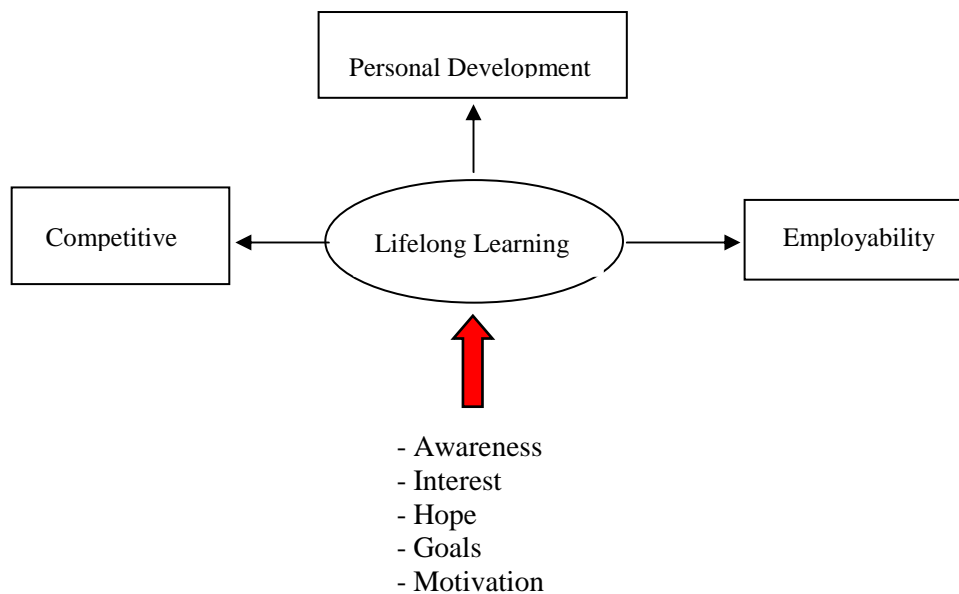 Personal Development
Competitive
Lifelong Learning
Employability
- Awareness
- Interest
- Hope
- Goals
- Motivation